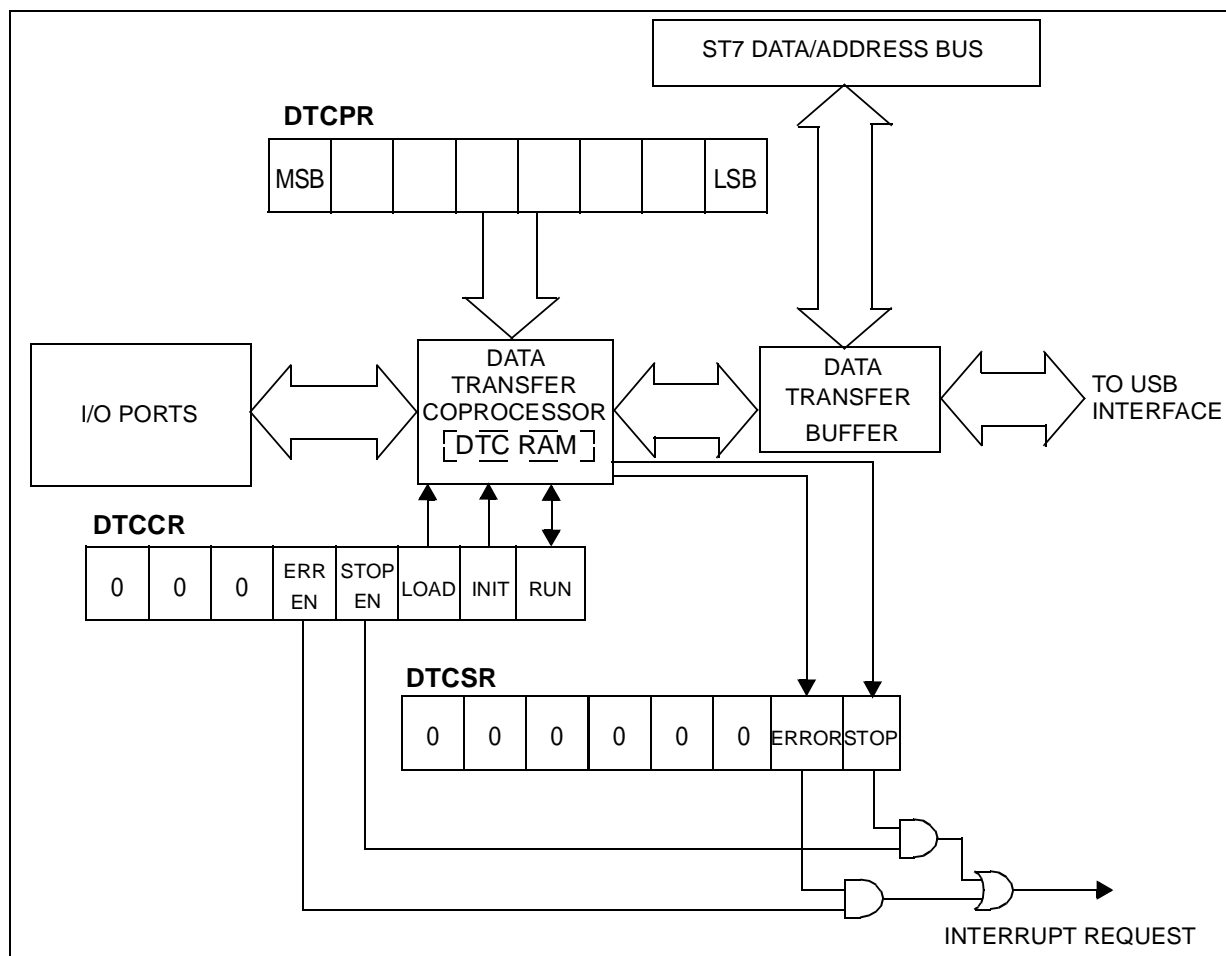 ST7 DATA/ADDRESS BUS
DTCPR
MSB LSB
I/O PORTS
DATA
TRANSFER
COPROCESSOR
DTC RAM
DATA
TRANSFER
BUFFER
TO USB
INTERFACE
DTCCR
0 0 0 ERR EN STOP EN LOAD INIT RUN
DTCSR
0 0 0 0 0 0 ERROR STOP
INTERRUPT REQUEST